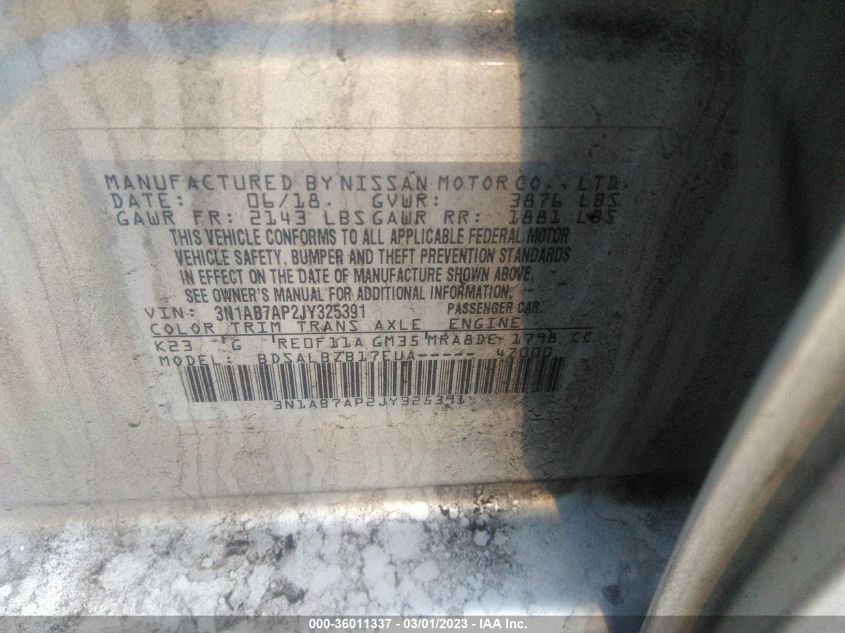 MANUFACTURED BY NISSAN MOTOR CO., LTD.
DATE: 06/18. GVWR: 3876 LBS
GAWR FR: 2143 LBS GAWR RR: 1881 LBS
THIS VEHICLE CONFORMS TO ALL APPLICABLE FEDERAL MOTOR
VEHICLE SAFETY, BUMPER AND THEFT PREVENTION STANDARDS
IN EFFECT ON THE DATE OF MANUFACTURE SHOWN ABOVE.
SEE OWNER'S MANUAL FOR ADDITIONAL INFORMATION.
VIN: 3N1AB7AP2JY325391 PASSENGER CAR
COLOR TRIM TRANS AXLE ENGINE
K23 G RE0F11A GM35 MRA8DE 1798 CC
MODEL: BDSALBZB17EUA----- 47000
3N1AB7AP2JY325391
000-36011337 - 03/01/2023 - IAA Inc.